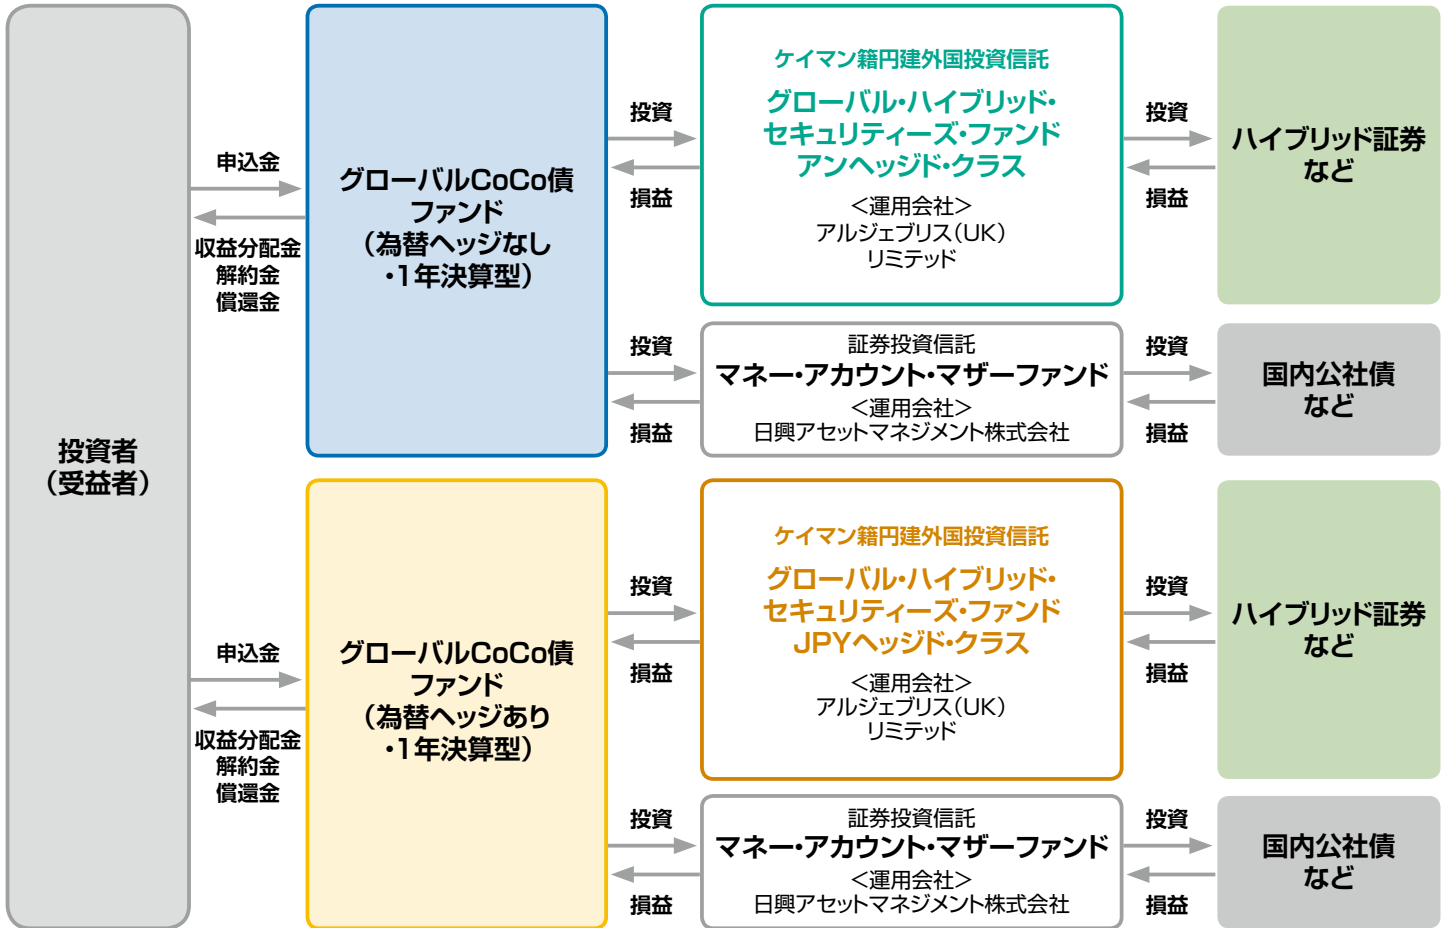 投資者
（受益者）
申込金
収益分配金
解約金
償還金
グローバルCoCo債
ファンド
（為替ヘッジなし
・1年決算型）
投資
損益
ケイマン籍円建外国投資信託
グローバル・ハイブリッド・
セキュリティーズ・ファンド
アンヘッジド・クラス
＜運用会社＞
アルジェブリス（UK）
リミテッド
投資
損益
ハイブリッド証券
など
投資
損益
証券投資信託
マネー・アカウント・マザーファンド
＜運用会社＞
日興アセットマネジメント株式会社
投資
損益
国内公社債
など
申込金
収益分配金
解約金
償還金
グローバルCoCo債
ファンド
（為替ヘッジあり
・1年決算型）
投資
損益
ケイマン籍円建外国投資信託
グローバル・ハイブリッド・
セキュリティーズ・ファンド
JPYヘッジド・クラス
＜運用会社＞
アルジェブリス（UK）
リミテッド
投資
損益
ハイブリッド証券
など
投資
損益
証券投資信託
マネー・アカウント・マザーファンド
＜運用会社＞
日興アセットマネジメント株式会社
投資
損益
国内公社債
など